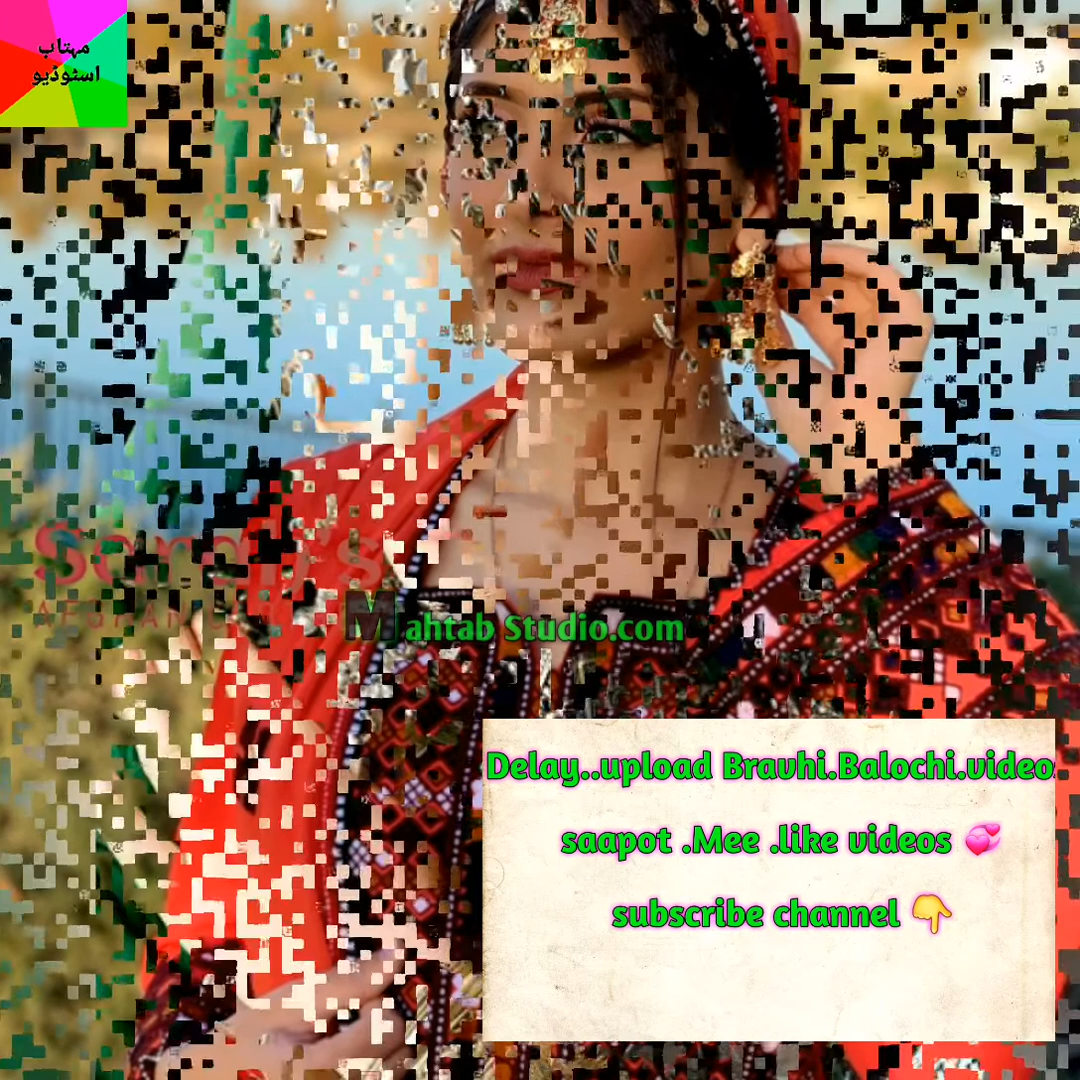 مہتاب
اسٹوڈیو
Mahtab Studio.com
Delay..upload Bravhi.Balochi.video
saapot .Mee .like videos 💞
subscribe channel 👇